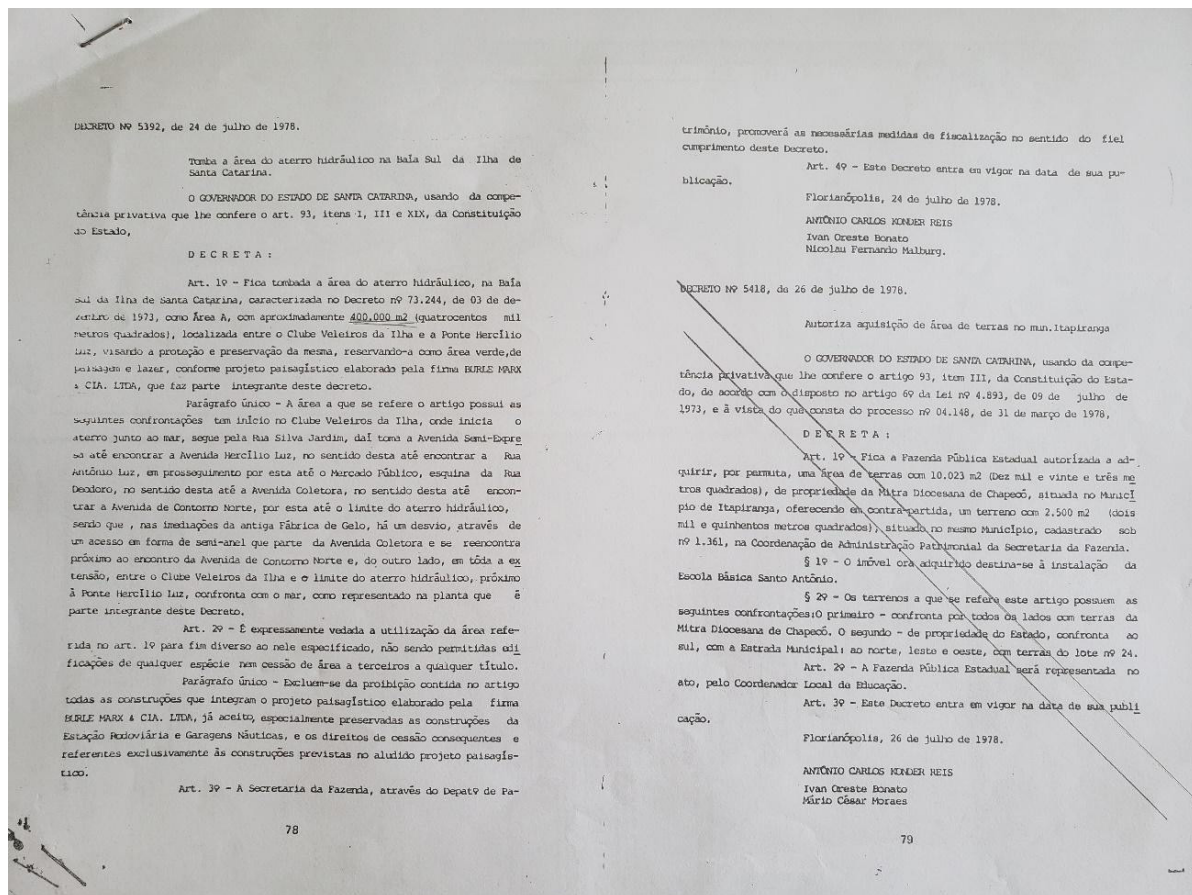 DECRETO Nº 5392, de 24 de julho de 1978.
Tomba a área do aterro hidráulico na Baía Sul da Ilha de
Santa Catarina.
O GOVERNADOR DO ESTADO DE SANTA CATARINA, usando da compe-
tência privativa que lhe confere o art. 93, itens I, III e XIX, da Constituição
do Estado,
D E C R E T A :
Art. 1º - Fica tombada a área do aterro hidráulico, na Baía
Sul da Ilha de Santa Catarina, caracterizada no Decreto nº 73.244, de 03 de de-
zembro de 1973, como Área A, com aproximadamente 400.000 m2 (quatrocentos mil
metros quadrados), localizada entre o Clube Veleiros da Ilha e a Ponte Hercílio
Luz, visando a proteção e preservação da mesma, reservando-a como área verde,de
paisagem e lazer, conforme projeto paisagístico elaborado pela firma BURLE MARX
& CIA. LTDA, que faz parte integrante deste decreto.
Parágrafo único - A área a que se refere o artigo possui as
seguintes confrontações tem início no Clube Veleiros da Ilha, onde inicia o
aterro junto ao mar, segue pela Rua Silva Jardim, daí toma a Avenida Semi-Expre
sa até encontrar a Avenida Hercílio Luz, no sentido desta até encontrar a Rua
Antônio Luz, em prosseguimento por esta até o Mercado Público, esquina da Rua
Deodoro, no sentido desta até a Avenida Coletora, no sentido desta até encon-
trar a Avenida de Contorno Norte, por esta até o limite do aterro hidráulico,
sendo que , nas imediações da antiga Fábrica de Gelo, há um desvio, através de
um acesso em forma de semi-anel que parte da Avenida Coletora e se reencontra
próximo ao encontro da Avenida de Contorno Norte e, do outro lado, em tôda a ex
tensão, entre o Clube Veleiros da Ilha e o limite do aterro hidráulico, próximo
à Ponte Hercílio Luz, confronta com o mar, como representado na planta que é
parte integrante deste Decreto.
Art. 2º - É expressamente vedada a utilização da área refe-
rida no art. 1º para fim diverso ao nele especificado, não sendo permitidas edi
ficações de qualquer espécie nem cessão de área a terceiros a qualquer título.
Parágrafo único - Excluem-se da proibição contida no artigo
todas as construções que integram o projeto paisagístico elaborado pela firma
BURLE MARX & CIA. LTDA, já aceito, especialmente preservadas as construções da
Estação Rodoviária e Garagens Náuticas, e os direitos de cessão consequentes e
referentes exclusivamente às construções previstas no aludido projeto paisagís-
tico.
Art. 3º - A Secretaria da Fazenda, através do Depatº de Pa-
78
trimônio, promoverá as necessárias medidas de fiscalização no sentido do fiel
cumprimento deste Decreto.
Art. 4º - Este Decreto entra em vigor na data de sua pu-
blicação.
Florianópolis, 24 de julho de 1978.
ANTÔNIO CARLOS KONDER REIS
Ivan Oreste Bonato
Nicolau Fernando Malburg.
DECRETO Nº 5418, de 26 de julho de 1978.
Autoriza aquisição de área de terras no mun.Itapiranga
O GOVERNADOR DO ESTADO DE SANTA CATARINA, usando da compe-
tência privativa que lhe confere o artigo 93, item III, da Constituição do Esta-
do, de acordo com o disposto no artigo 6º da Lei nº 4.893, de 09 de julho de
1973, e à vista do que consta do processo nº 04.148, de 31 de março de 1978,
D E C R E T A :
Art. 1º - Fica a Fazenda Pública Estadual autorizada a ad-
quirir, por permuta, uma área de terras com 10.023 m2 (Dez mil e vinte e três me
tros quadrados), de propriedade da Mitra Diocesana de Chapecó, situada no Municí
pio de Itapiranga, oferecendo em contra-partida, um terreno com 2.500 m2 (dois
mil e quinhentos metros quadrados), situado no mesmo Município, cadastrado sob
nº 1.361, na Coordenação de Administração Patrimonial da Secretaria da Fazenda.
§ 1º - O imóvel ora adquirido destina-se à instalação da
Escola Básica Santo Antônio.
§ 2º - Os terrenos a que se refere este artigo possuem as
seguintes confrontações:O primeiro - confronta por todos os lados com terras da
Mitra Diocesana de Chapecó. O segundo - de propriedade do Estado, confronta ao
sul, com a Estrada Municipal: ao norte, leste e oeste, com terras do lote nº 24.
Art. 2º - A Fazenda Pública Estadual será representada no
ato, pelo Coordenador Local de Educação.
Art. 3º - Este Decreto entra em vigor na data de sua publi
cação.
Florianópolis, 26 de julho de 1978.
ANTÔNIO CARLOS KONDER REIS
Ivan Oreste Bonato
Mário César Moraes
79